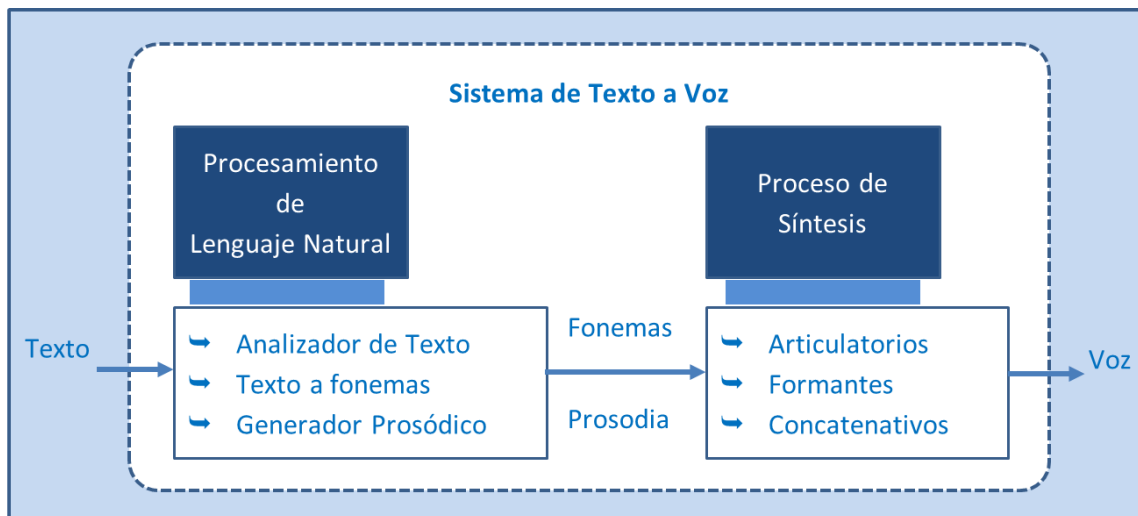 Sistema de Texto a Voz
Procesamiento
de
Lenguaje Natural
Proceso de
Síntesis
Texto
Analizador de Texto
Texto a fonemas
Generador Prosódico
Fonemas
Prosodia
Articulatorios
Formantes
Concatenativos
Voz